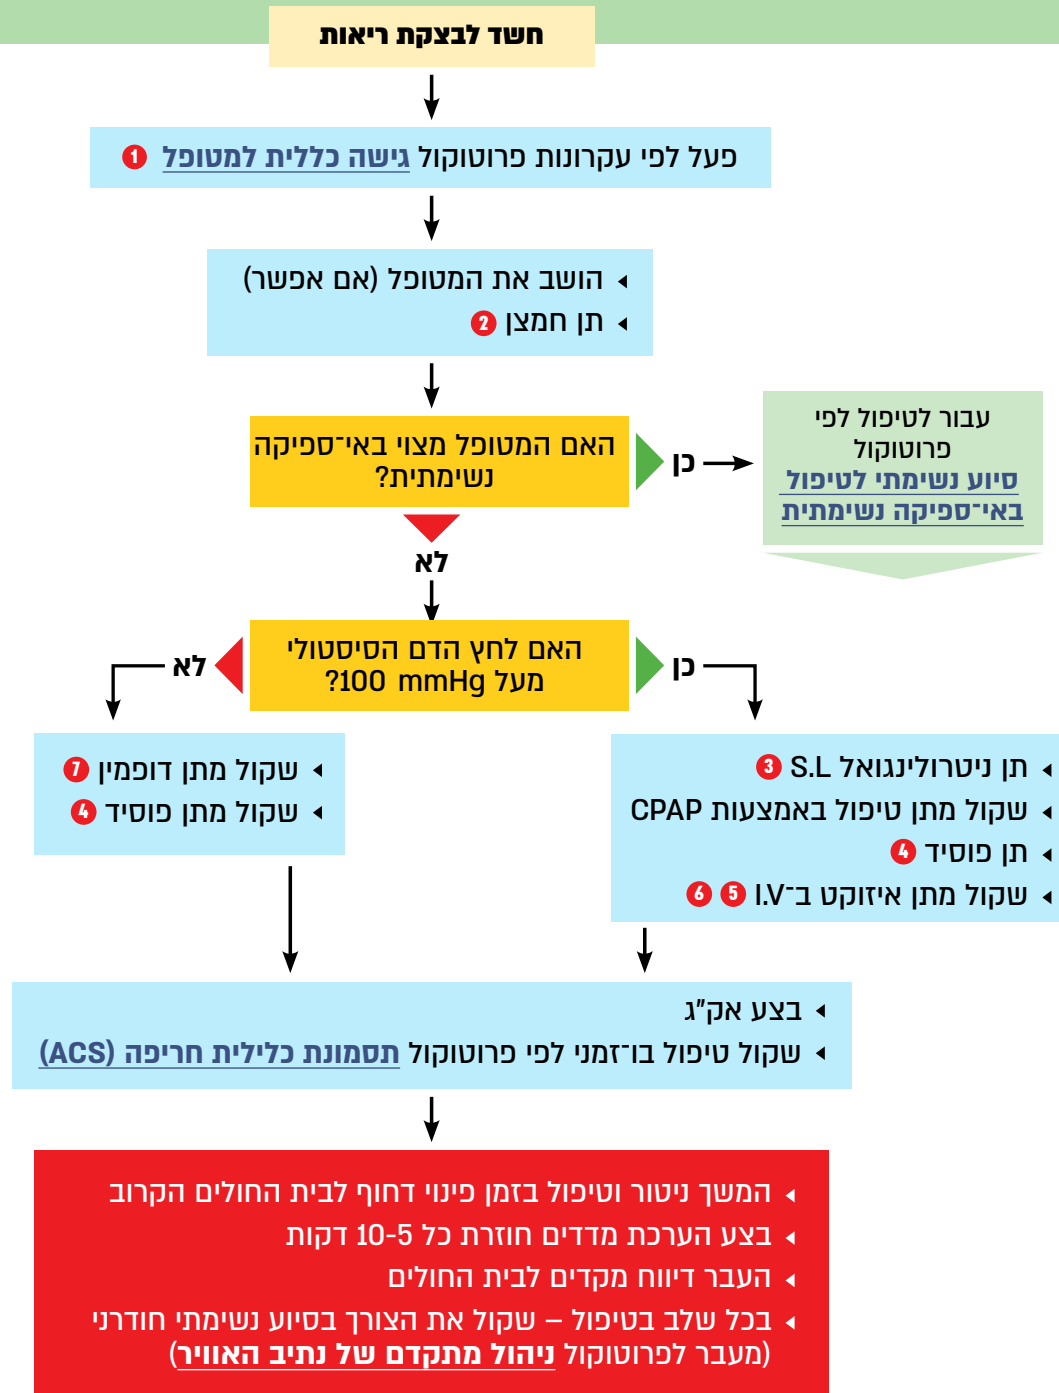 חשד לבצקת ריאות
פעל לפי עקרונות פרוטוקול גישה כללית למטופל 1
הושב את המטופל (אם אפשר)
תן חמצן 2
האם המטופל מצוי באי־ספיקה
נשימתית?
כן
עבור לטיפול לפי
פרוטוקול
סיוע נשימתי לטיפול
באי־ספיקה נשימתית
לא
האם לחץ הדם הסיסטולי
מעל 100 mmHg?
כן
לא
תן ניטרולינגואל S.L 3
שקול מתן טיפול באמצעות CPAP
תן פוסיד 4
שקול מתן איזוקט ב־I.V 5 6
שקול מתן דופמין 7
שקול מתן פוסיד 4
בצע אק"ג
שקול טיפול בו־זמני לפי פרוטוקול תסמונת כלילית חריפה (ACS)
המשך ניטור וטיפול בזמן פינוי דחוף לבית החולים הקרוב
בצע הערכת מדדים חוזרת כל 10-5 דקות
העבר דיווח מקדים לבית החולים
בכל שלב בטיפול – שקול את הצורך בסיוע נשימתי חודרני
(מעבר לפרוטוקול ניהול מתקדם של נתיב האוויר)